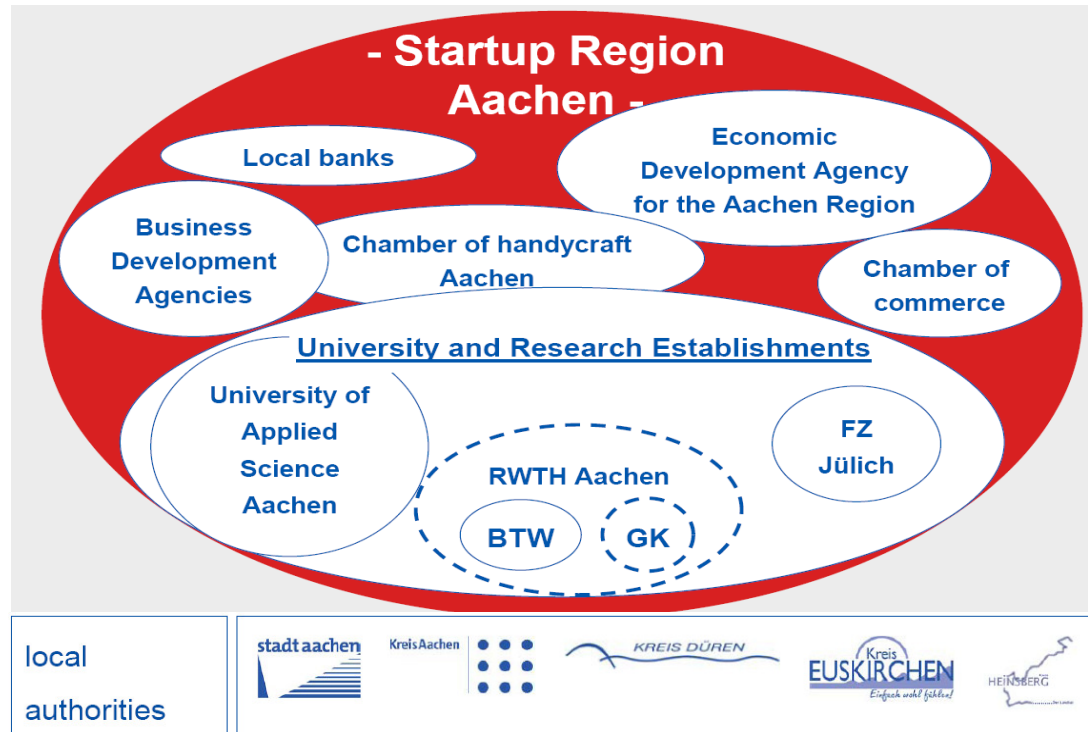 - Startup Region
Aachen -
Local banks
Economic
Development Agency
for the Aachen Region
Business
Development
Agencies
Chamber of handycraft
Aachen
Chamber of
commerce
University and Research Establishments
University of
Applied
Science
Aachen
FZ
Jülich
RWTH Aachen
BTW
GK
local
authorities
stadt aachen
Kreis Aachen
KREIS DÜREN
Kreis
EUSKIRCHEN
Einfach wohl fühlen!
HEINSBERG